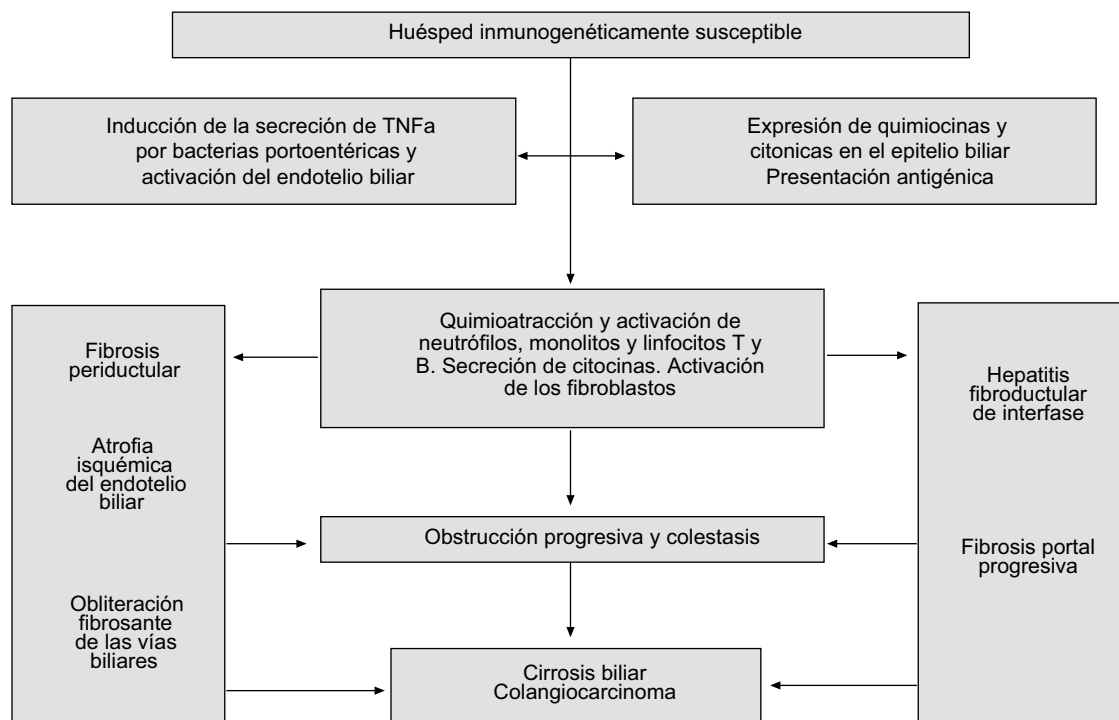 Huésped inmunogenéticamente susceptible
Inducción de la secreción de TNFa
por bacterias portoentéricas y
activación del endotelio biliar
Expresión de quimiocinas y
citonicas en el epitelio biliar
Presentación antigénica
Quimioatracción y activación de
neutrófilos, monolitos y linfocitos T y
B. Secreción de citocinas. Activación
de los fibroblastos
Fibrosis
periductular
Atrofia
isquémica
del endotelio
biliar
Obliteración
fibrosante
de las vías
biliares
Hepatitis
fibroductular
de interfase
Fibrosis portal
progresiva
Obstrucción progresiva y colestasis
Cirrosis biliar
Colangiocarcinoma